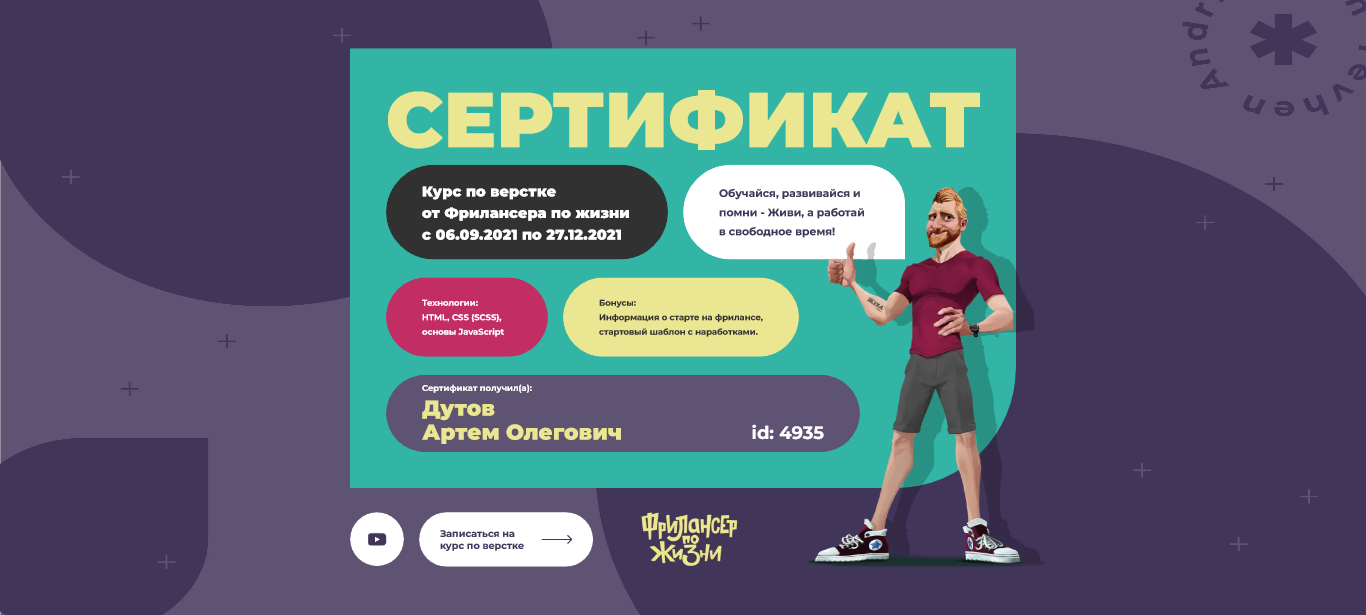 СЕРТИФИКАТ
Курс по верстке
от Фрилансера по жизни
с 06.09.2021 по 27.12.2021
Обучайся, развивайся и
помни - Живи, а работай
в свободное время!
Технологии:
HTML, CSS (SCSS),
основы JavaScript
Бонусы:
Информация о старте на фрилансе,
стартовый шаблон с наработками.
Сертификат получил(а):
Дутов
Артем Олегович
id: 4935
Записаться на
курс по верстке
ФРИЛАНСЕР
ПО
ЖИЗНИ